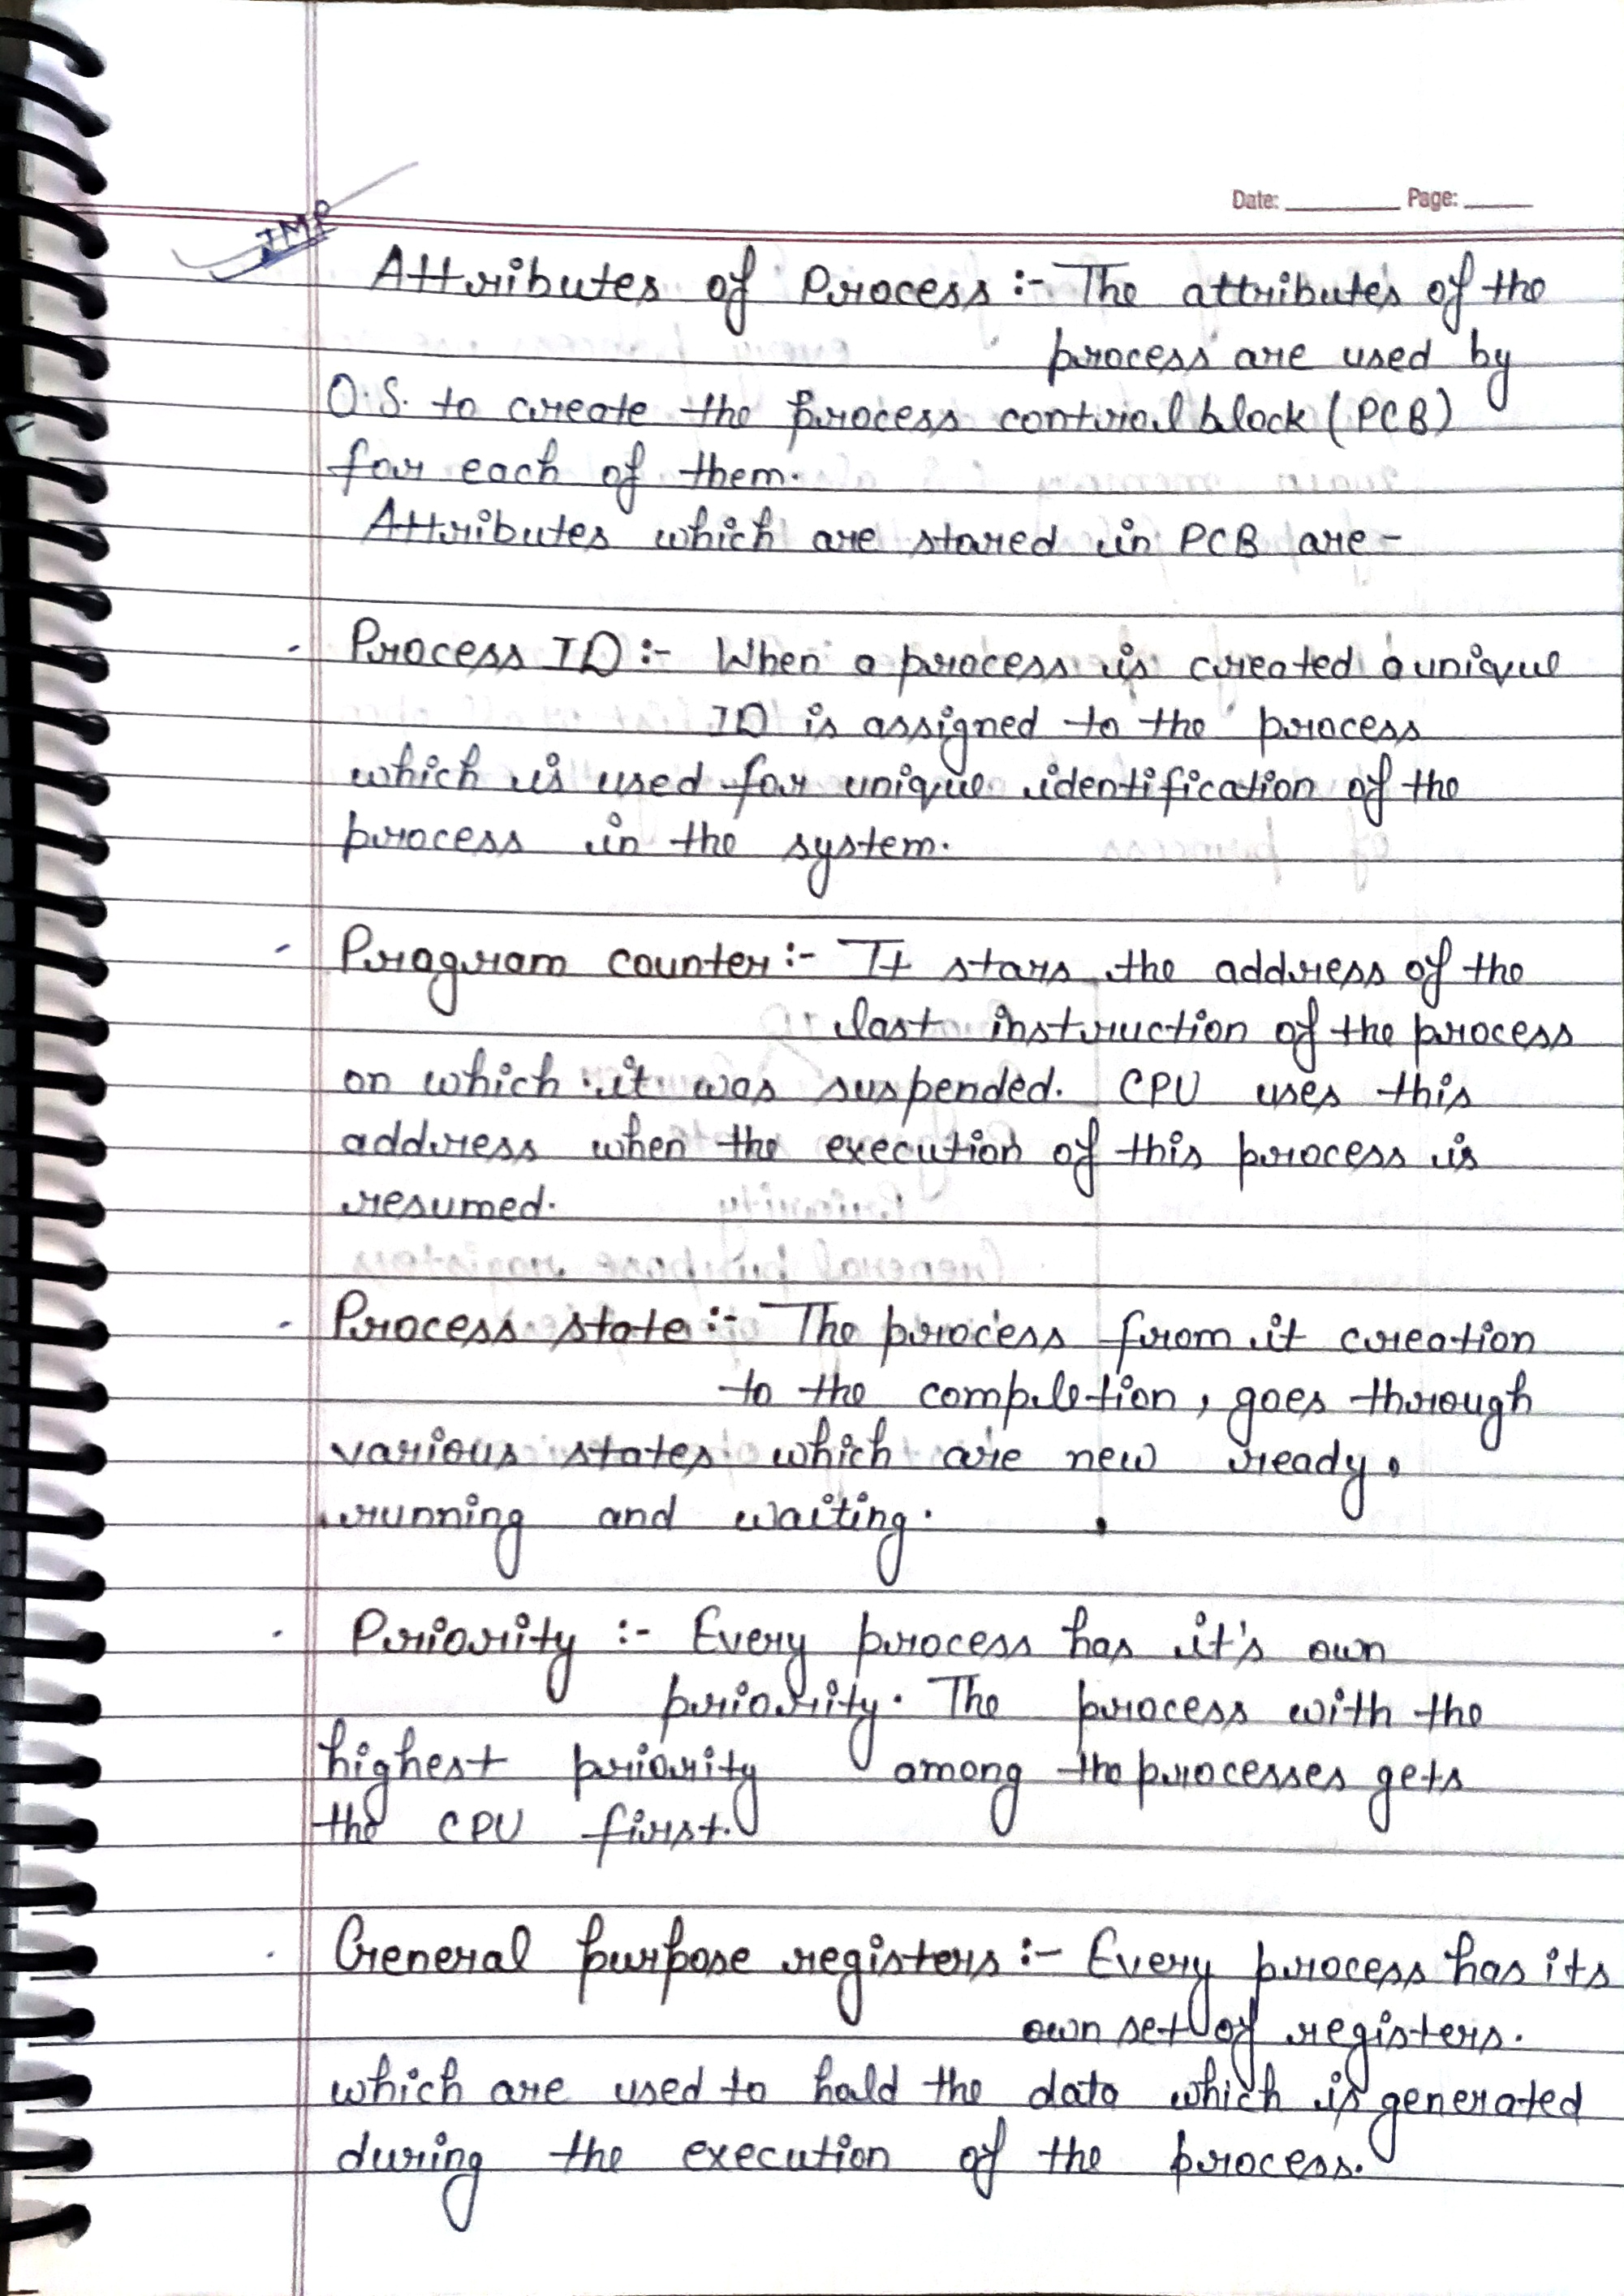 Date: Page:
IMP
Attributes of Process :- The attributes of the
process are used by
O.S. to create the process control block (PCB)
for each of them.
Attributes which are stored in PCB are -
- Process ID :- When a process is created a unique
ID is assigned to the process
which is used for unique identification of the
process in the system.
- Program counter :- It stors the address of the
last instruction of the process
on which it was suspended. CPU uses this
address when the execution of this process is
resumed.
- Process state :- The process from it creation
to the completion, goes through
various states which are new ready,
running and waiting.
. Priority :- Every process has it's own
priority. The process with the
highest priority among the processes gets
the CPU first.
. General purpose registers :- Every process has its
own set of registers.
which are used to hold the data which is generated
during the execution of the process.